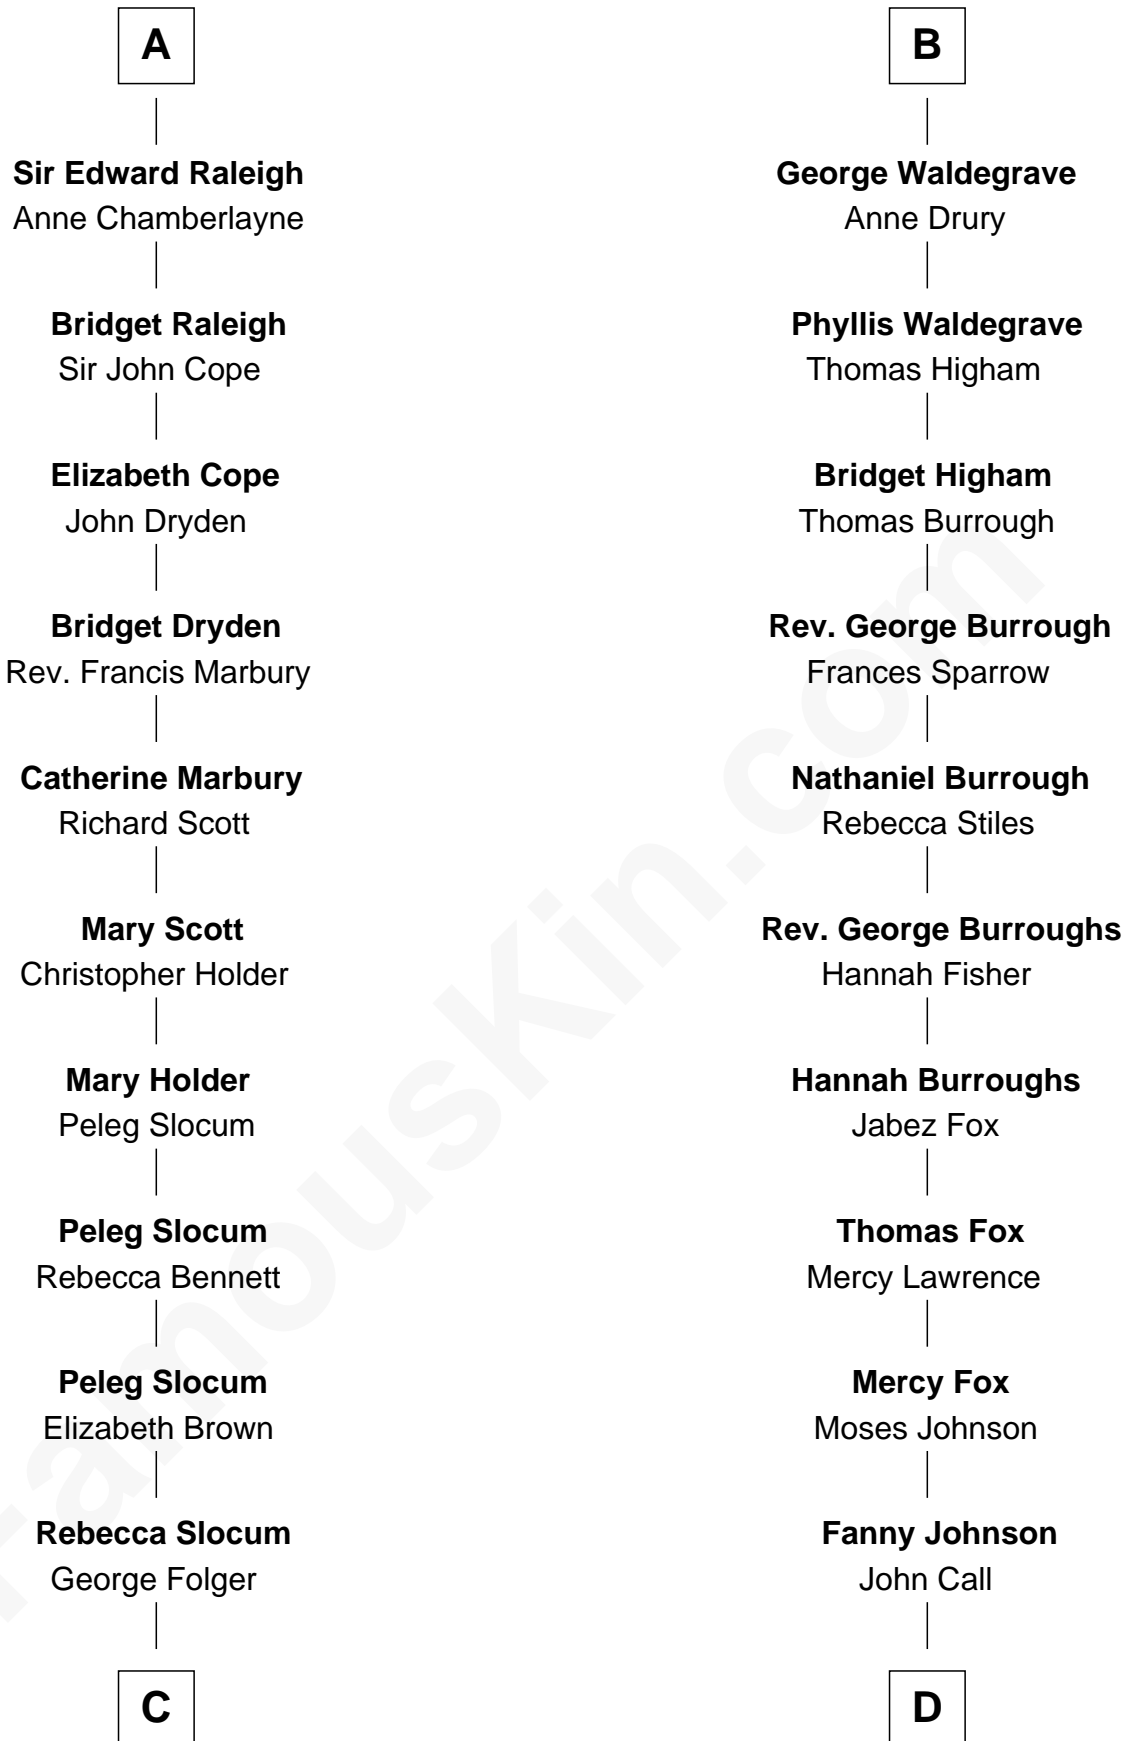 A
Sir Edward Raleigh
Anne Chamberlayne
Bridget Raleigh
Sir John Cope
Elizabeth Cope
John Dryden
Bridget Dryden
Rev. Francis Marbury
Catherine Marbury
Richard Scott
Mary Scott
Christopher Holder
Mary Holder
Peleg Slocum
Peleg Slocum
Rebecca Bennett
Peleg Slocum
Elizabeth Brown
Rebecca Slocum
George Folger
C
B
George Waldegrave
Anne Drury
Phyllis Waldegrave
Thomas Higham
Bridget Higham
Thomas Burrough
Rev. George Burrough
Frances Sparrow
Nathaniel Burrough
Rebecca Stiles
Rev. George Burroughs
Hannah Fisher
Hannah Burroughs
Jabez Fox
Thomas Fox
Mercy Lawrence
Mercy Fox
Moses Johnson
Fanny Johnson
John Call
D
FamousKin.com